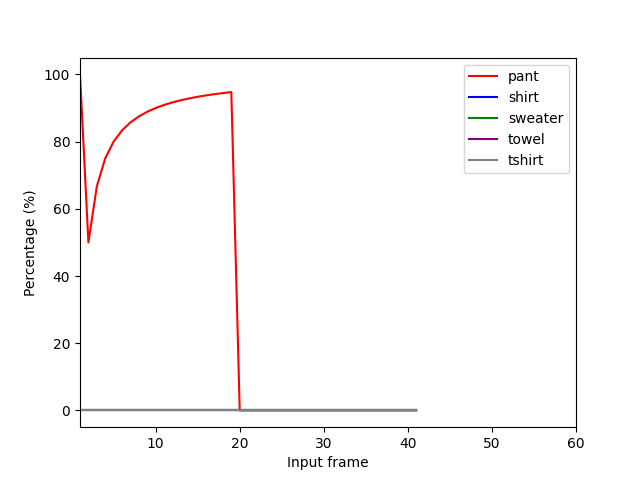 100
80
60
40
20
0
Percentage (%)
pant
shirt
sweater
towel
tshirt
10 20 30 40 50 60
Input frame